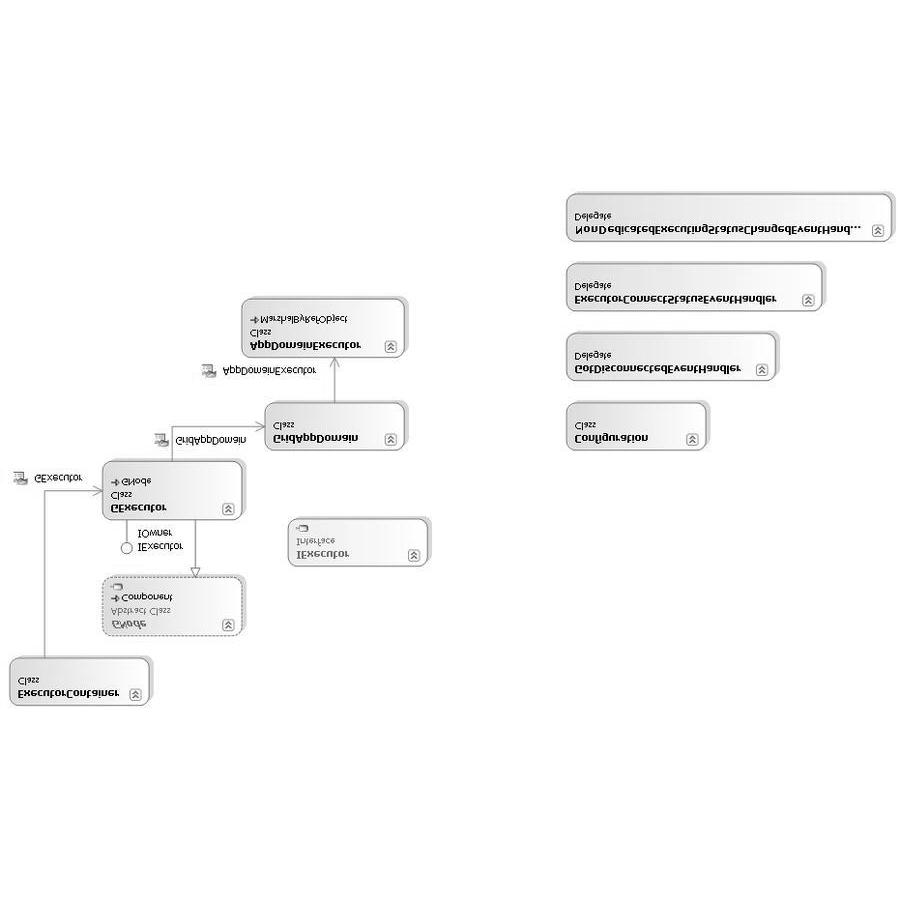 ExecutorContainer
Class
GNode
Abstract Class
Component
IExecutor
IOwner
IExecutor
Interface
GExecutor
Class
GNode
GExecutor
GridAppDomain
GridAppDomain
Class
Configuration
Class
AppDomainExecutor
GotDisconnectedEventHandler
Delegate
AppDomainExecutor
Class
MarshalByRefObject
ExecutorConnectStatusEventHandler
Delegate
NonDedicatedExecutingStatusChangedEventHand...
Delegate